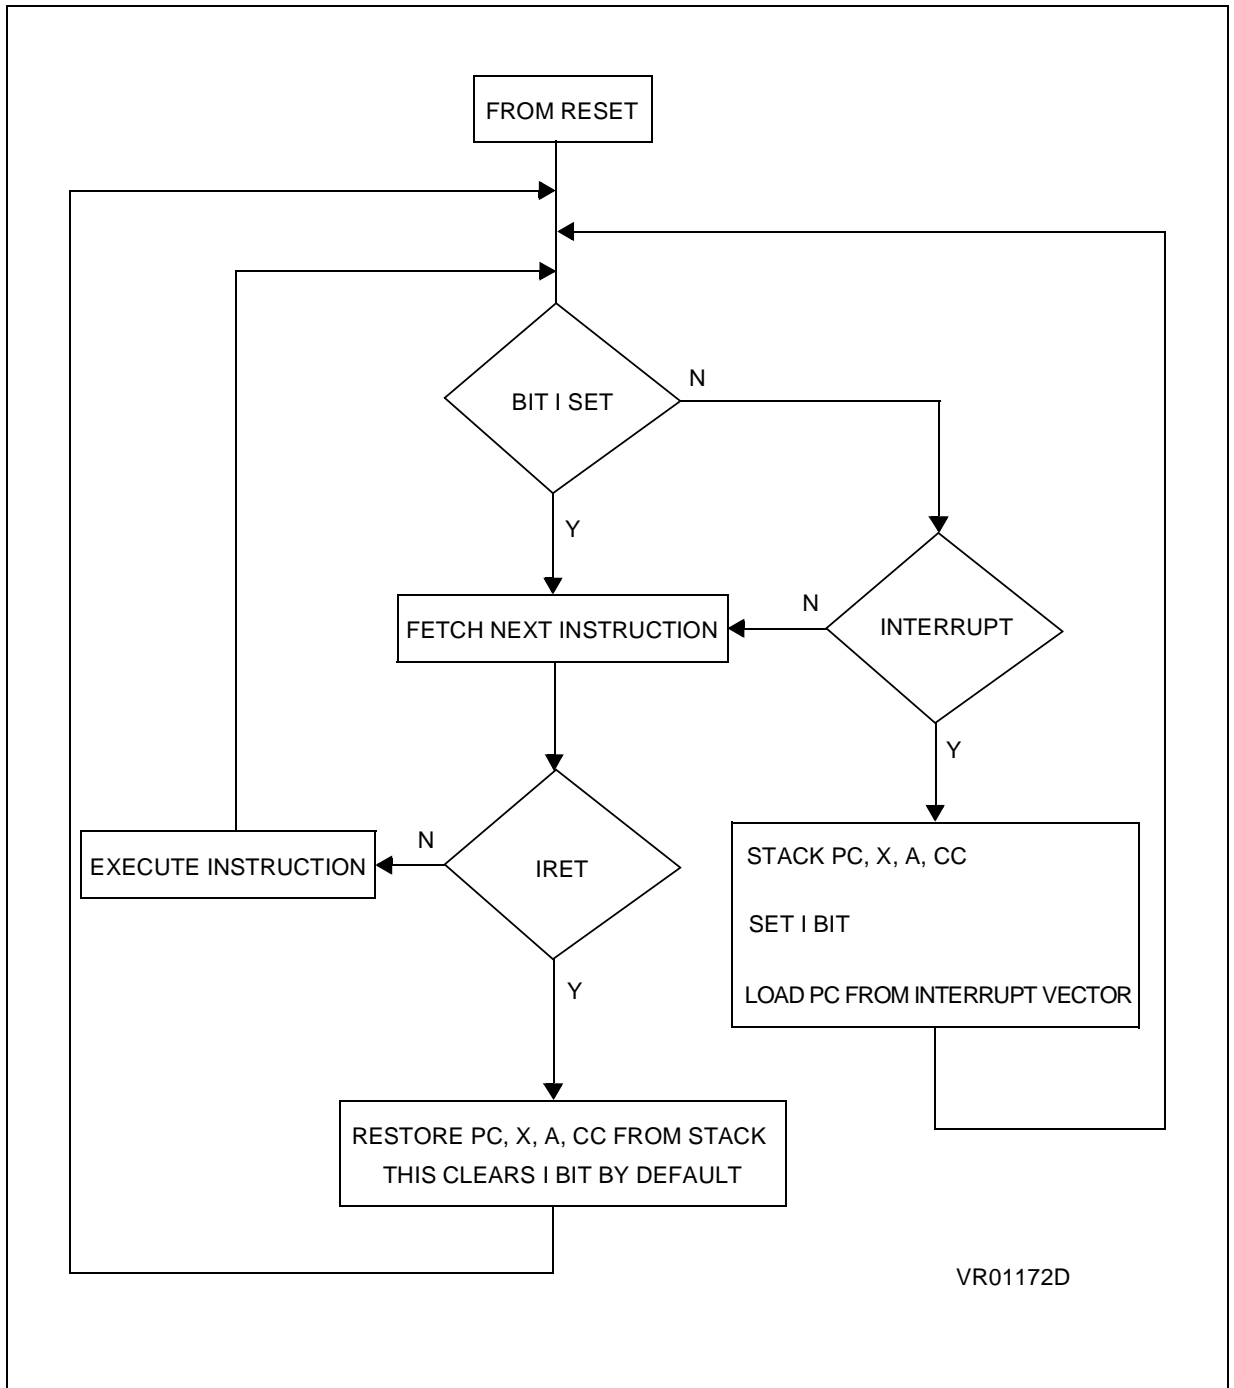 FROM RESET
BIT I SET
N
Y
FETCH NEXT INSTRUCTION
N
INTERRUPT
Y
EXECUTE INSTRUCTION
N
IRET
STACK PC, X, A, CC
SET I BIT
LOAD PC FROM INTERRUPT VECTOR
Y
RESTORE PC, X, A, CC FROM STACK
THIS CLEARS I BIT BY DEFAULT
VR01172D